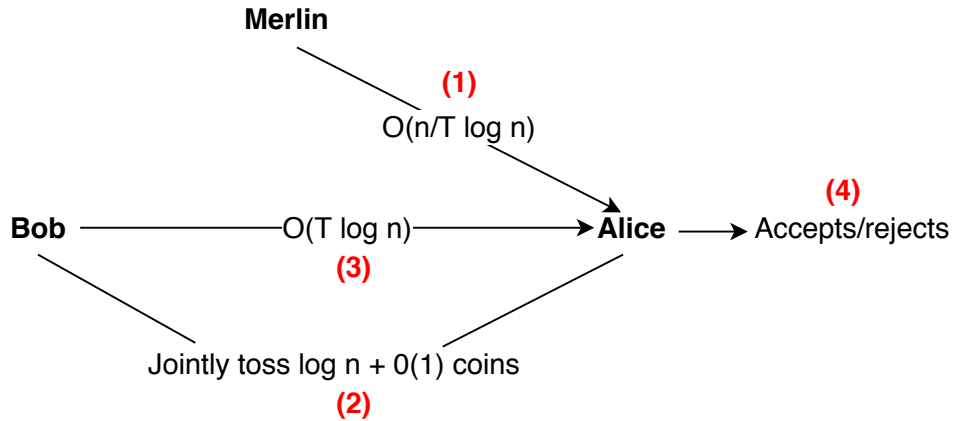 Merlin
(1)
O(n/T log n)
(4)
Bob
O(T log n)
Alice
Accepts/rejects
(3)
Jointly toss log n + 0(1) coins
(2)